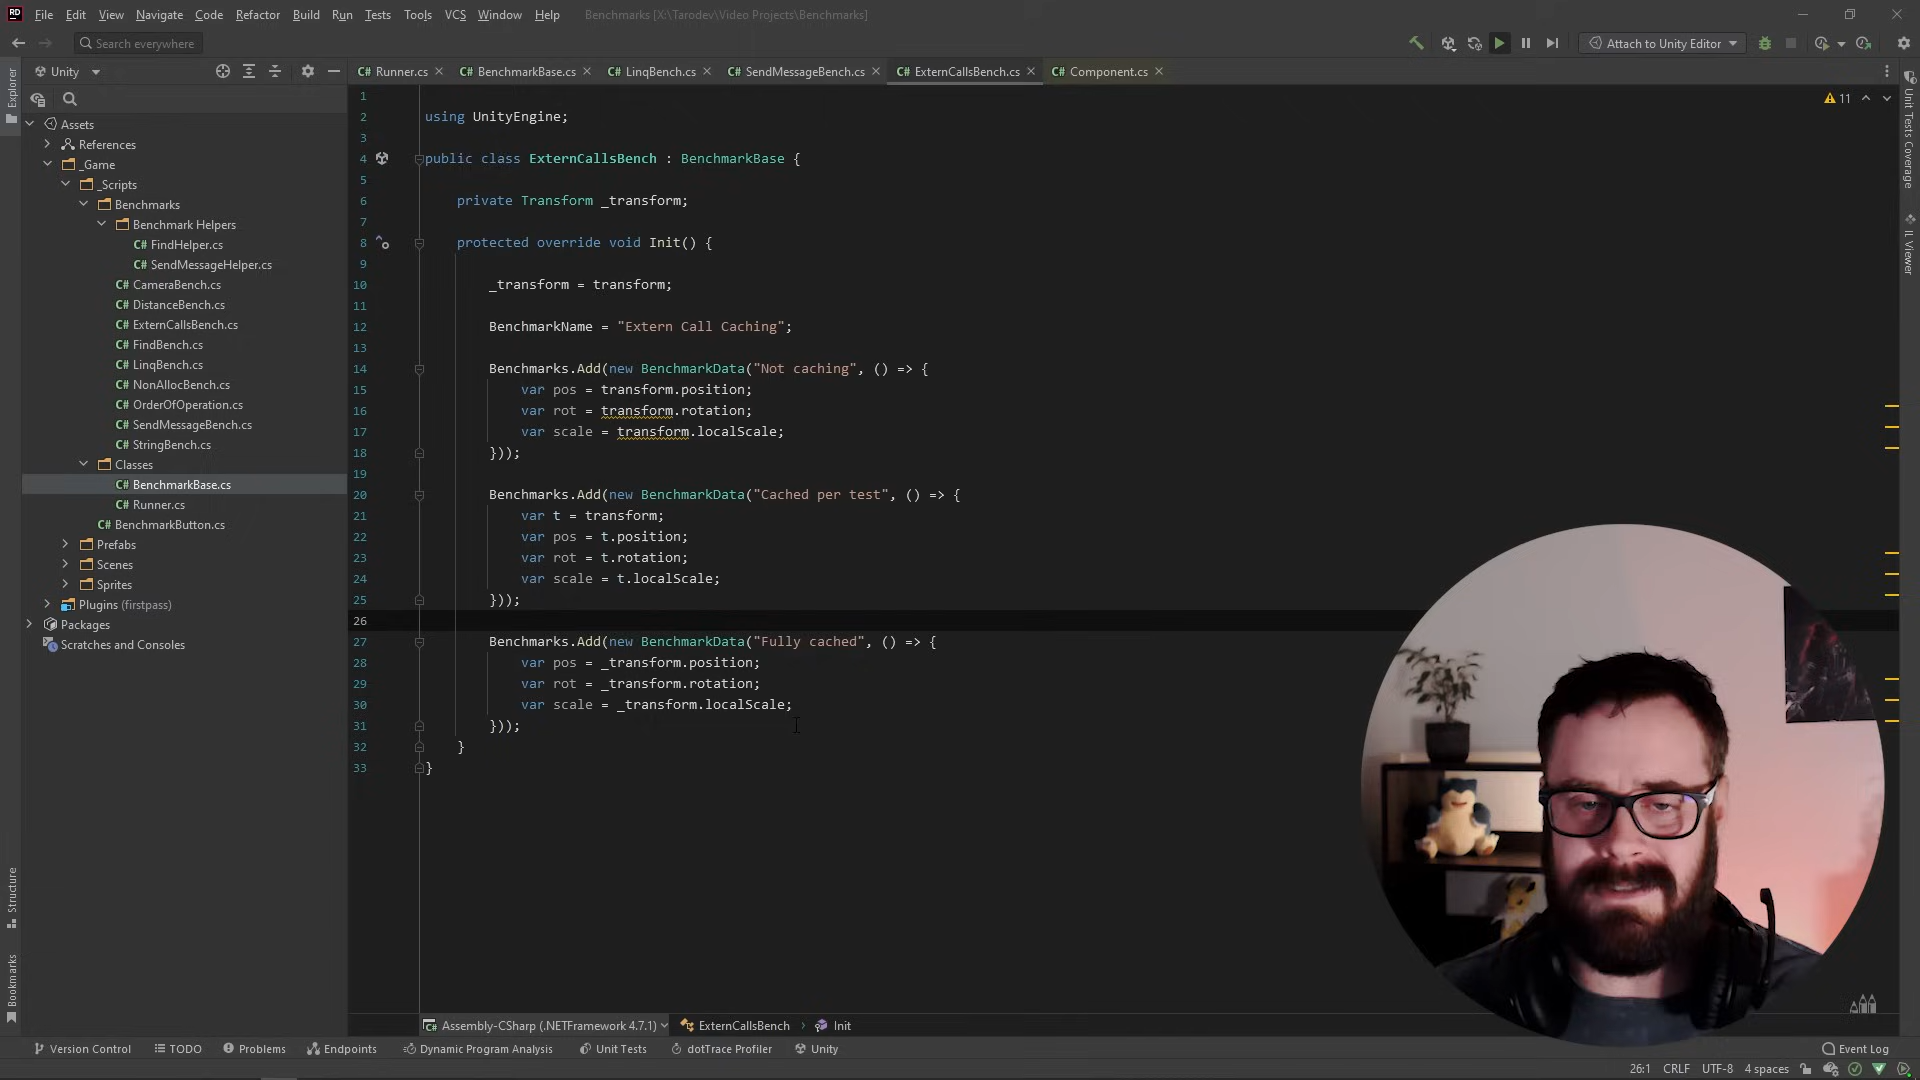 RD File Edit View Navigate Code Refactor Build Run Tests Tools VCS Window Help Benchmarks [X:\Tarodev\Video Projects\Benchmarks]
Search everywhere Attach to Unity Editor
Unity Runner.cs BenchmarkBase.cs LinqBench.cs SendMessageBench.cs ExternCallsBench.cs Component.cs
Explorer
Assets
References
_Game
_Scripts
Benchmarks
Benchmark Helpers
C# FindHelper.cs
C# SendMessageHelper.cs
C# CameraBench.cs
C# DistanceBench.cs
C# ExternCallsBench.cs
C# FindBench.cs
C# LinqBench.cs
C# NonAllocBench.cs
C# OrderOfOperation.cs
C# SendMessageBench.cs
C# StringBench.cs
Classes
C# BenchmarkBase.cs
C# Runner.cs
C# BenchmarkButton.cs
Prefabs
Scenes
Sprites
Plugins (firstpass)
Packages
Scratches and Consoles
Structure
Bookmarks
1
2 using UnityEngine;
3
4 public class ExternCallsBench : BenchmarkBase {
5
6 private Transform _transform;
7
8 protected override void Init() {
9
10 _transform = transform;
11
12 BenchmarkName = "Extern Call Caching";
13
14 Benchmarks.Add(new BenchmarkData("Not caching", () => {
15 var pos = transform.position;
16 var rot = transform.rotation;
17 var scale = transform.localScale;
18 }));
19
20 Benchmarks.Add(new BenchmarkData("Cached per test", () => {
21 var t = transform;
22 var pos = t.position;
23 var rot = t.rotation;
24 var scale = t.localScale;
25 }));
26
27 Benchmarks.Add(new BenchmarkData("Fully cached", () => {
28 var pos = _transform.position;
29 var rot = _transform.rotation;
30 var scale = _transform.localScale;
31 }));
32 }
33 }
11
Unit Tests Coverage
IL Viewer
Assembly-CSharp (.NETFramework 4.7.1) ExternCallsBench Init
Version Control TODO Problems Endpoints Dynamic Program Analysis Unit Tests dotTrace Profiler Unity Event Log
26:1 CRLF UTF-8 4 spaces